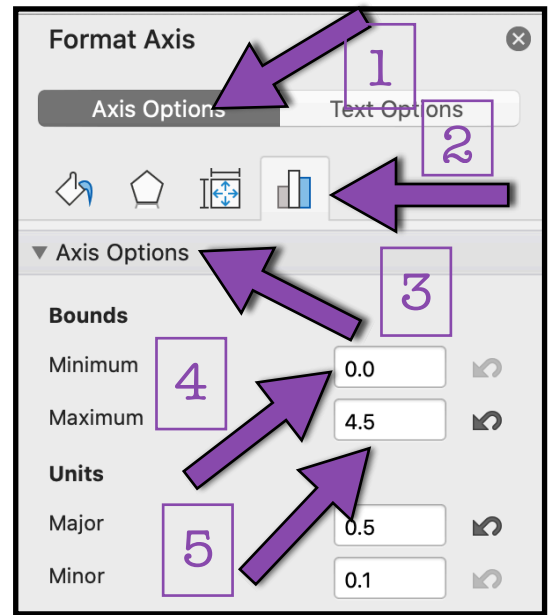 Format Axis
1
Axis Options Text Options
2
Axis Options
3
Bounds
Minimum 0.0
4
Maximum 4.5
Units
Major 0.5
5
Minor 0.1